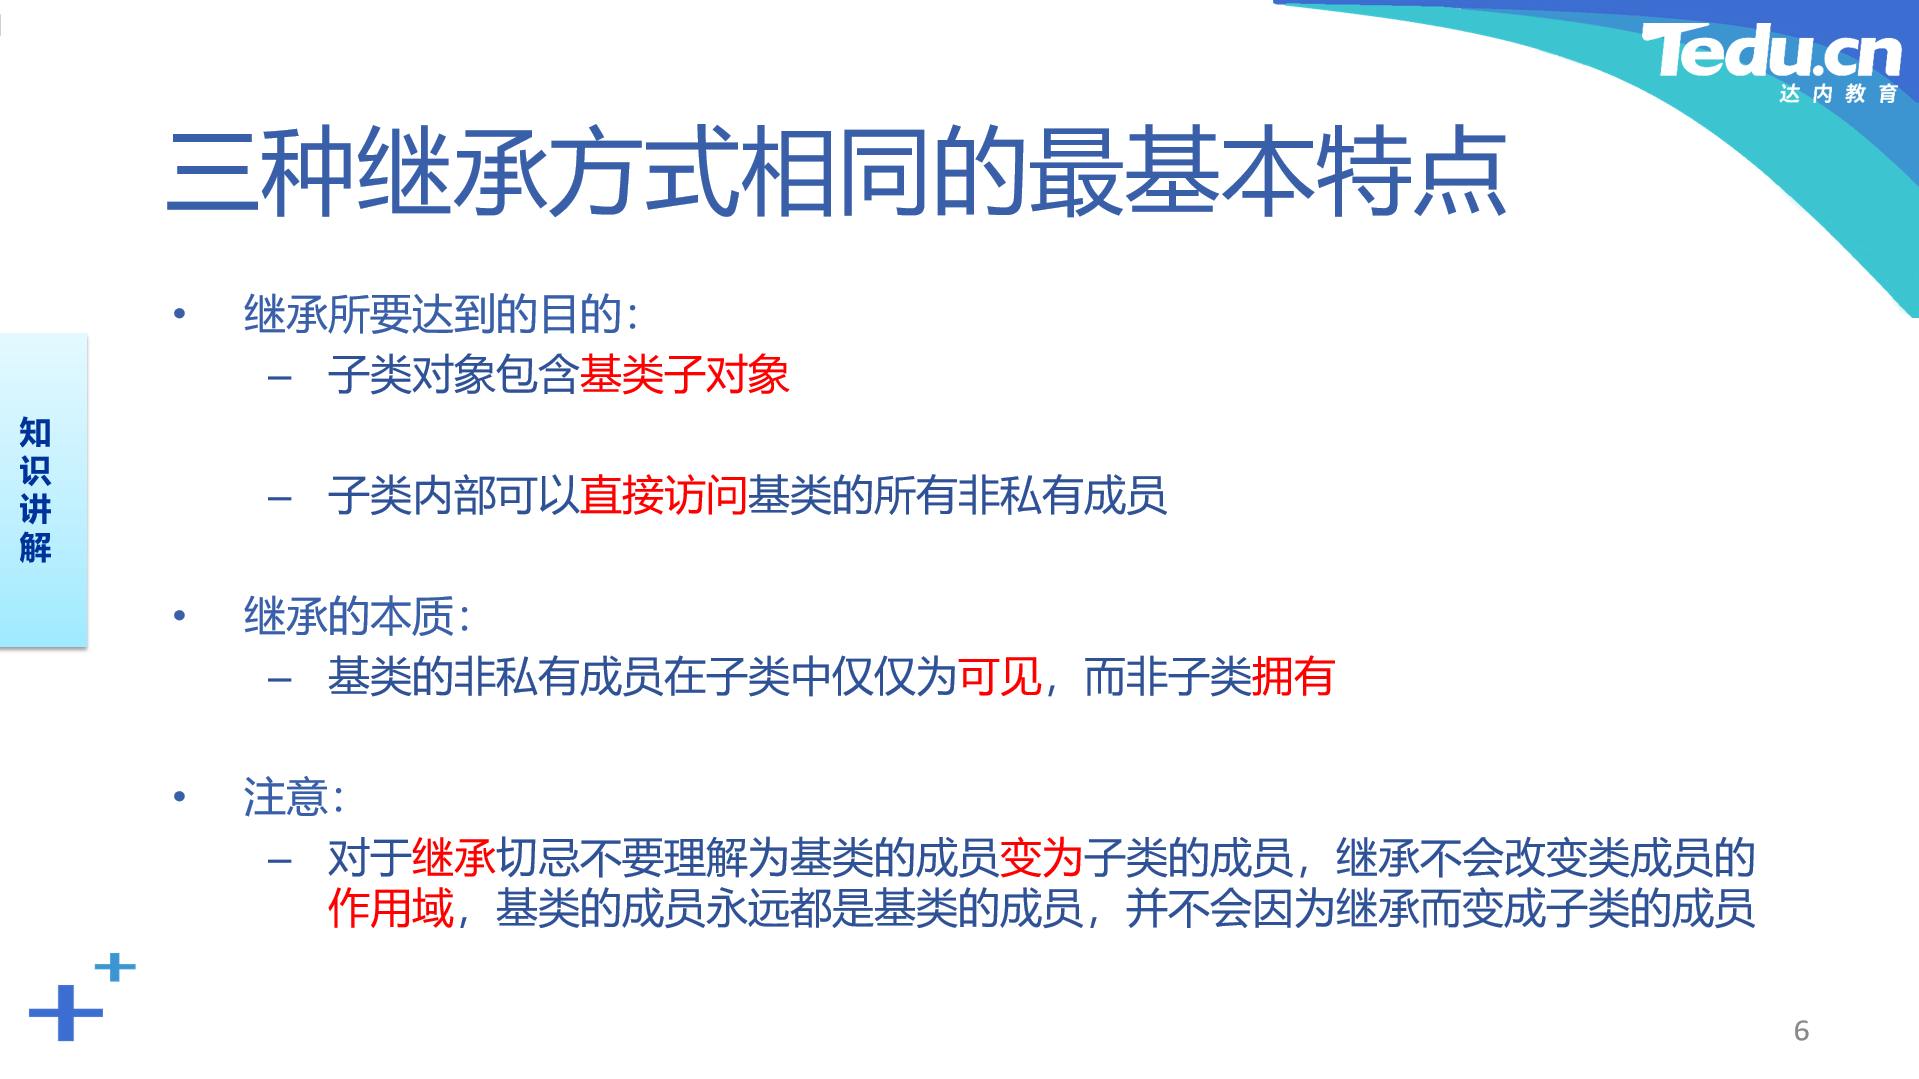 Tedu.cn
达内教育
三种继承方式相同的最基本特点
• 继承所要达到的目的：
– 子类对象包含基类子对象
– 子类内部可以直接访问基类的所有非私有成员
• 继承的本质：
– 基类的非私有成员在子类中仅仅为可见，而非子类拥有
• 注意：
– 对于继承切忌不要理解为基类的成员变为子类的成员，继承不会改变类成员的
作用域，基类的成员永远都是基类的成员，并不会因为继承而变成子类的成员
知识讲解
6